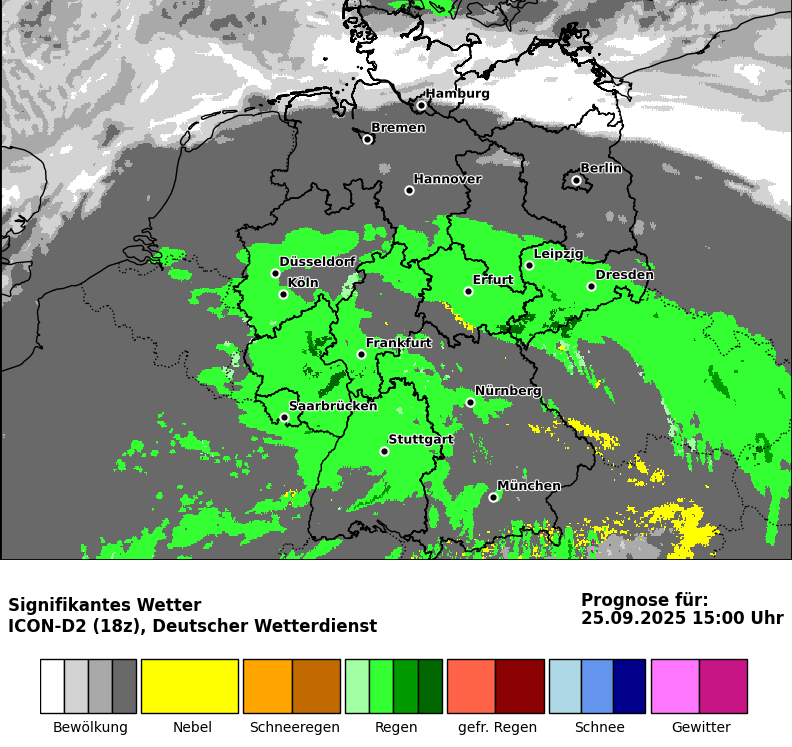 Hamburg
Bremen
Berlin
Hannover
Leipzig
Düsseldorf
Dresden
Erfurt
Köln
Frankfurt
Nürnberg
Saarbrücken
Stuttgart
München
Signifikantes Wetter
ICON-D2 (18z), Deutscher Wetterdienst
Prognose für:
25.09.2025 15:00 Uhr
Bewölkung Nebel Schneeregen Regen gefr. Regen Schnee Gewitter